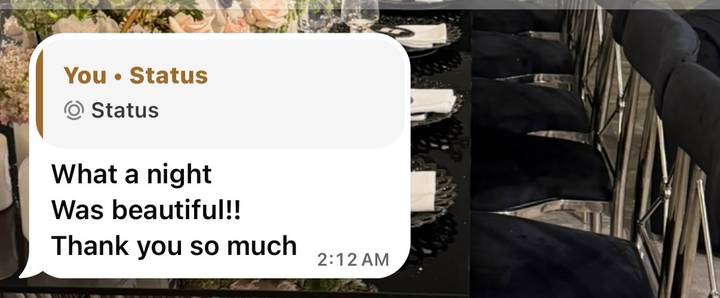 You • Status
Status
What a night
Was beautiful!!
Thank you so much
2:12 AM